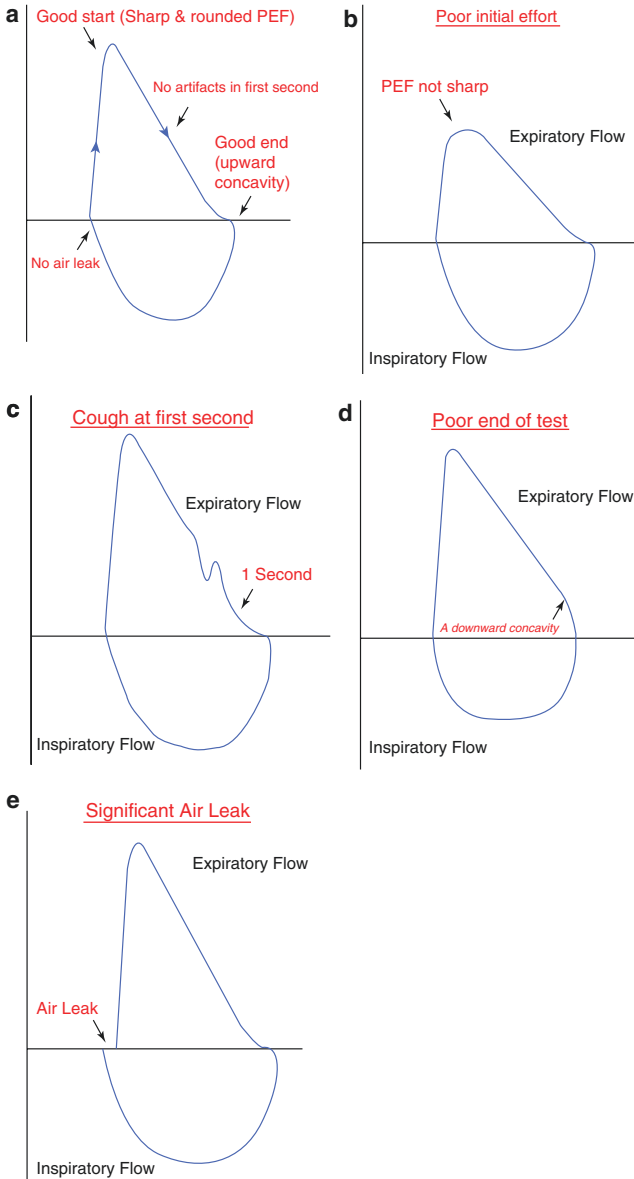 a
Good start (Sharp & rounded PEF)
No artifacts in first second
Good end
(upward
concavity)
No air leak
b
Poor initial effort
PEF not sharp
Expiratory Flow
Inspiratory Flow
c
Cough at first second
Expiratory Flow
1 Second
Inspiratory Flow
d
Poor end of test
Expiratory Flow
A downward concavity
Inspiratory Flow
e
Significant Air Leak
Expiratory Flow
Air Leak
Inspiratory Flow